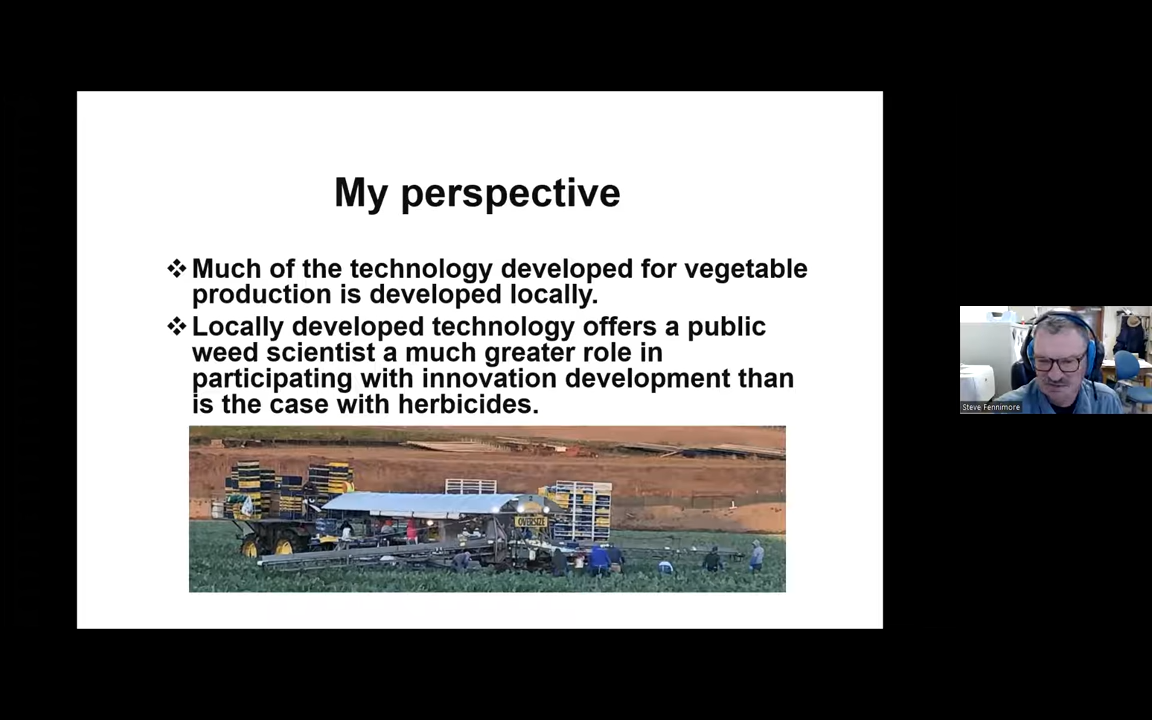 My perspective
❖ Much of the technology developed for vegetable
production is developed locally.
❖ Locally developed technology offers a public
weed scientist a much greater role in
participating with innovation development than
is the case with herbicides.
OVERSIZE
Steve Fennimore